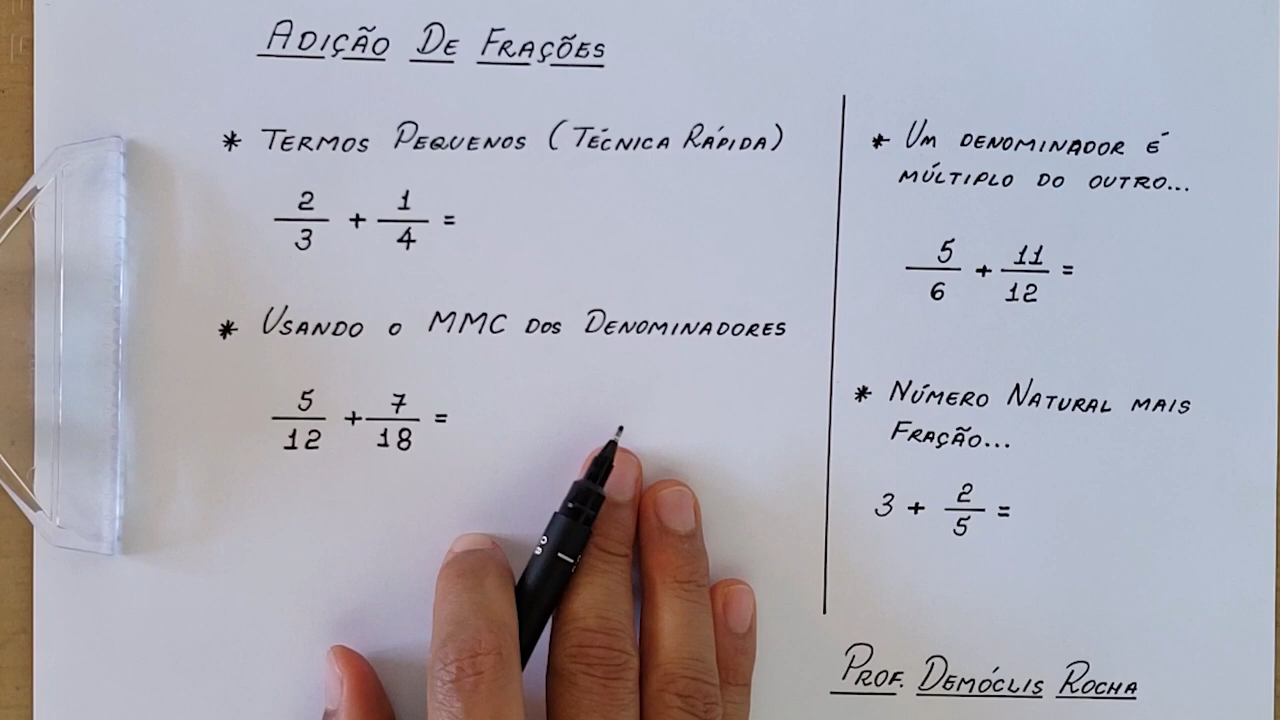 ADIÇÃO DE FRAÇÕES
* TERMOS PEQUENOS (TÉCNICA RÁPIDA)
2/3 + 1/4 =
* USANDO O MMC DOS DENOMINADORES
5/12 + 7/18 =
* UM DENOMINADOR É
MÚLTIPLO DO OUTRO...
5/6 + 11/12 =
* NÚMERO NATURAL MAIS
FRAÇÃO...
3 + 2/5 =
PROF. DEMÓCLIS ROCHA